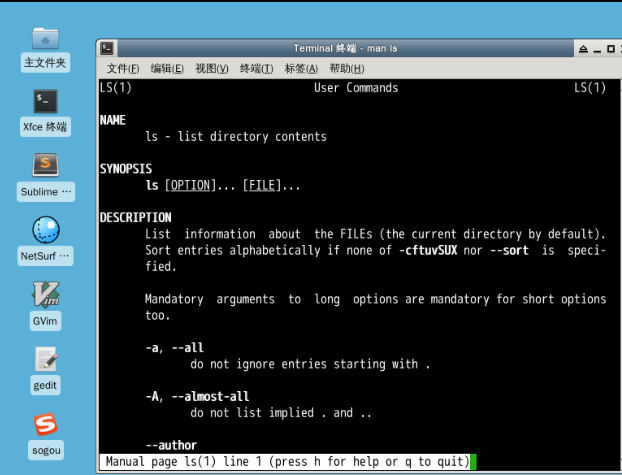 主文件夹
Xfce 终端
Sublime ···
NetSurf ···
GVim
gedit
sogou
Terminal 终端 - man ls
文件(F) 编辑(E) 视图(V) 终端(T) 标签(A) 帮助(H)
LS(1) User Commands LS(1)
NAME
ls - list directory contents
SYNOPSIS
ls [OPTION]... [FILE]...
DESCRIPTION
List information about the FILEs (the current directory by default).
Sort entries alphabetically if none of -cftuvSUX nor --sort is speci-
fied.
Mandatory arguments to long options are mandatory for short options
too.
-a, --all
do not ignore entries starting with .
-A, --almost-all
do not list implied . and ..
--author
Manual page ls(1) line 1 (press h for help or q to quit)